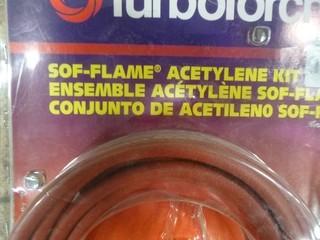 Turbotorch
SOF-FLAME® ACETYLENE KIT
ENSEMBLE ACÉTYLÈNE SOF-FLA
CONJUNTO DE ACETILENO SOF-F